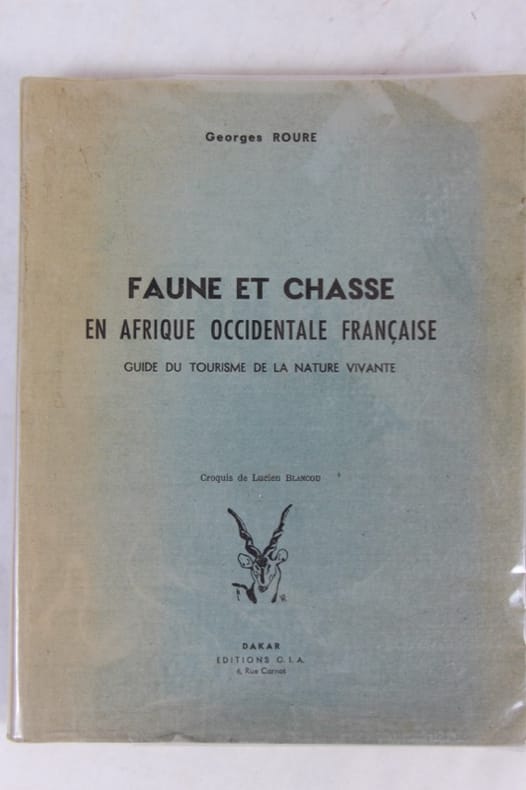 Georges ROURE
FAUNE ET CHASSE
EN AFRIQUE OCCIDENTALE FRANÇAISE
GUIDE DU TOURISME DE LA NATURE VIVANTE
Croquis de Lucien BLANCOU
DAKAR
EDITIONS G.I.A.
6, Rue Carnot